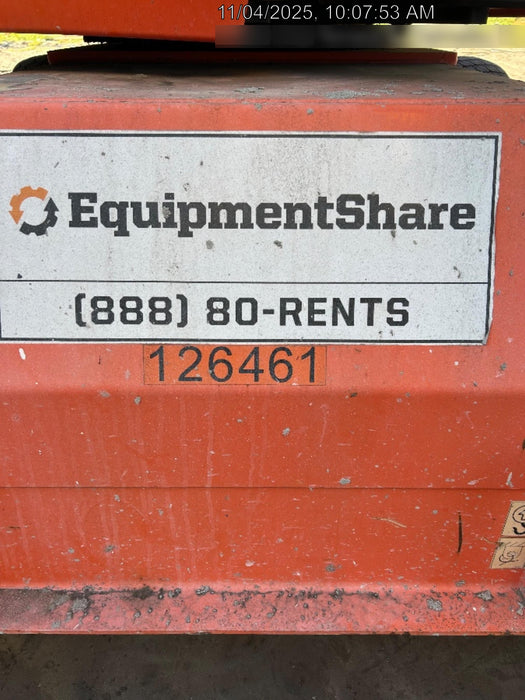 11/04/2025, 10:07:53 AM
EquipmentShare
(888) 80-RENTS
126461